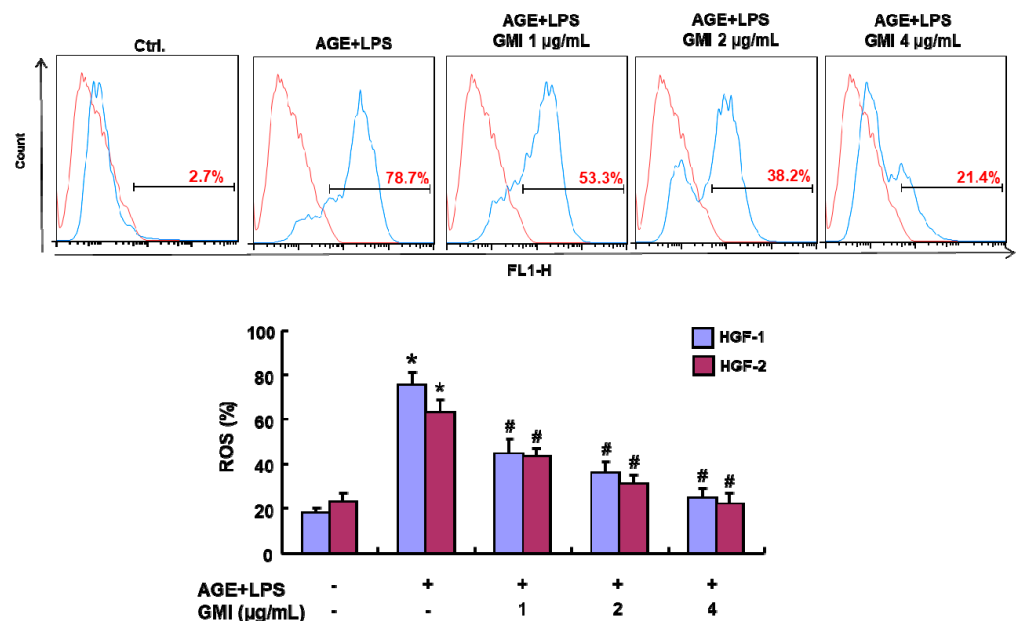 Ctrl.
AGE+LPS
AGE+LPS
GMI 1 µg/mL
AGE+LPS
GMI 2 µg/mL
AGE+LPS
GMI 4 µg/mL
Count
2.7%
78.7%
53.3%
38.2%
21.4%
FL1-H
ROS (%)
100
80
60
40
20
0
* * # # # # # #
HGF-1
HGF-2
AGE+LPS - + + + +
GMI (µg/mL) - - 1 2 4